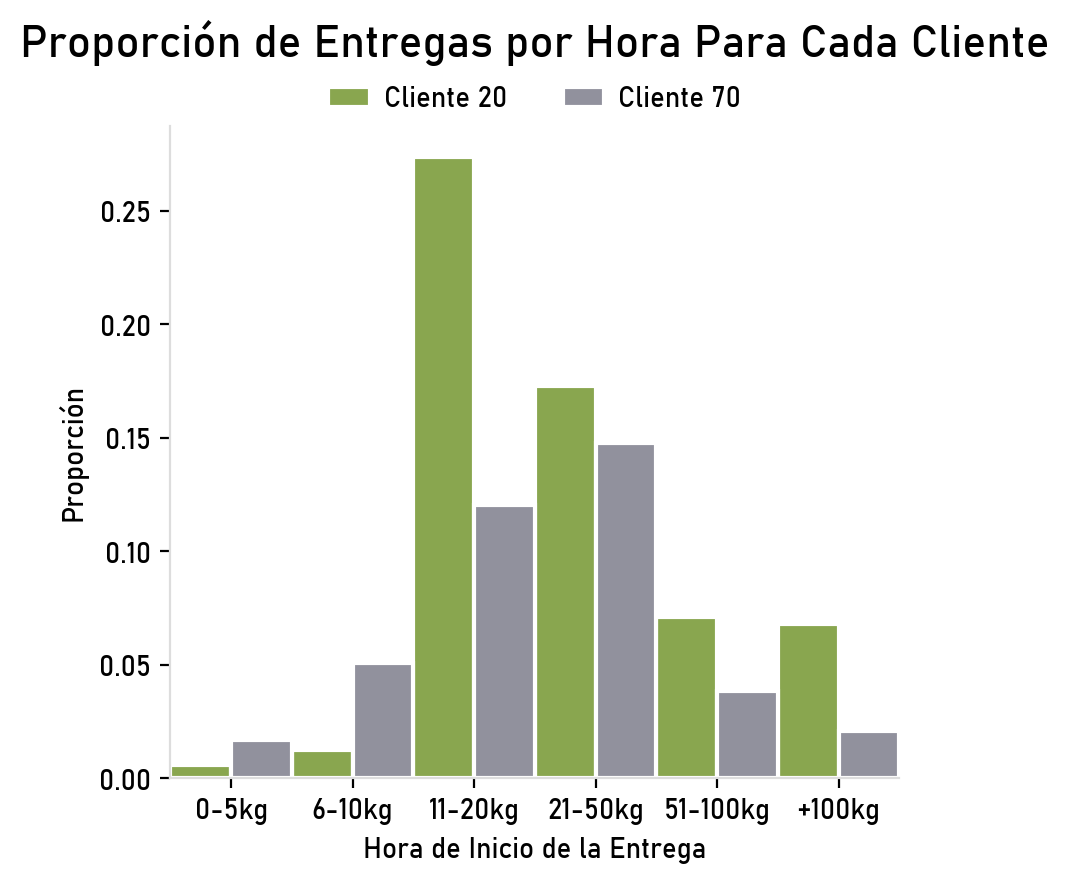 Proporción de Entregas por Hora Para Cada Cliente
Cliente 20 Cliente 70
0.25
0.20
0.15
0.10
0.05
0.00
Proporción
0-5kg 6-10kg 11-20kg 21-50kg 51-100kg +100kg
Hora de Inicio de la Entrega